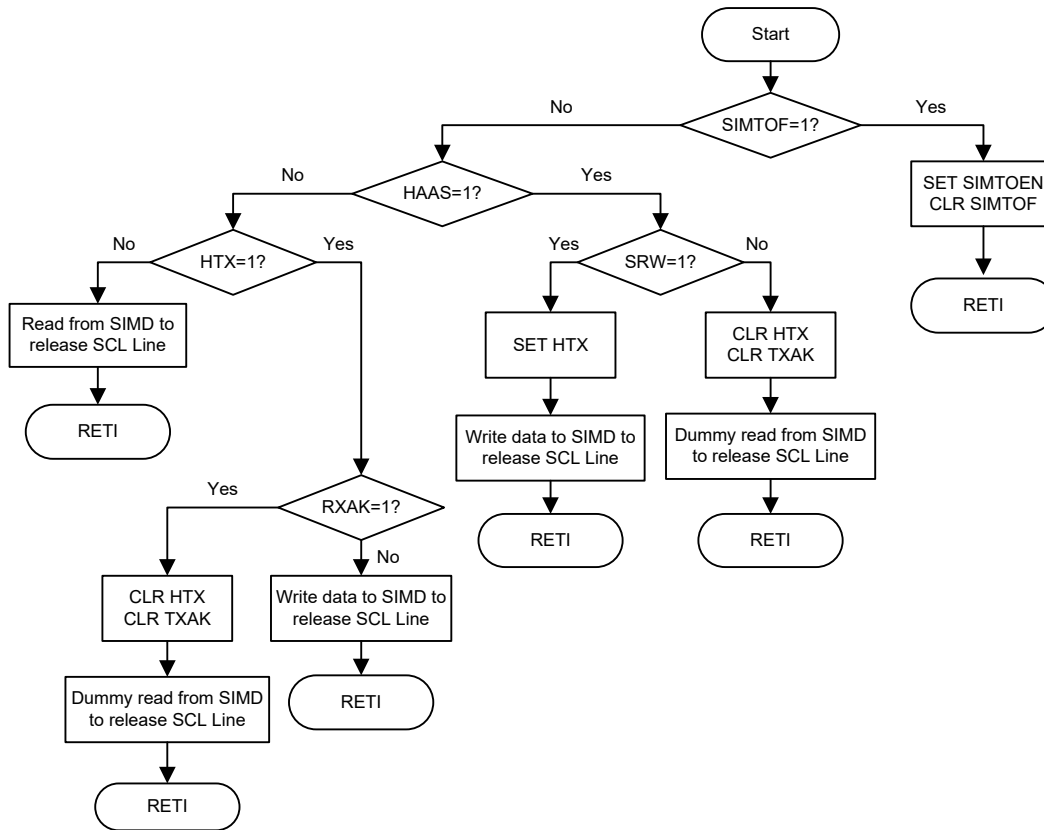 Start
No
SIMTOF=1?
Yes
No
HAAS=1?
Yes
SET SIMTOEN
CLR SIMTOF
No
HTX=1?
Yes
Yes
SRW=1?
No
RETI
Read from SIMD to
release SCL Line
SET HTX
CLR HTX
CLR TXAK
RETI
Write data to SIMD to
release SCL Line
Dummy read from SIMD
to release SCL Line
Yes
RXAK=1?
RETI
RETI
No
CLR HTX
CLR TXAK
Write data to SIMD to
release SCL Line
Dummy read from SIMD
to release SCL Line
RETI
RETI